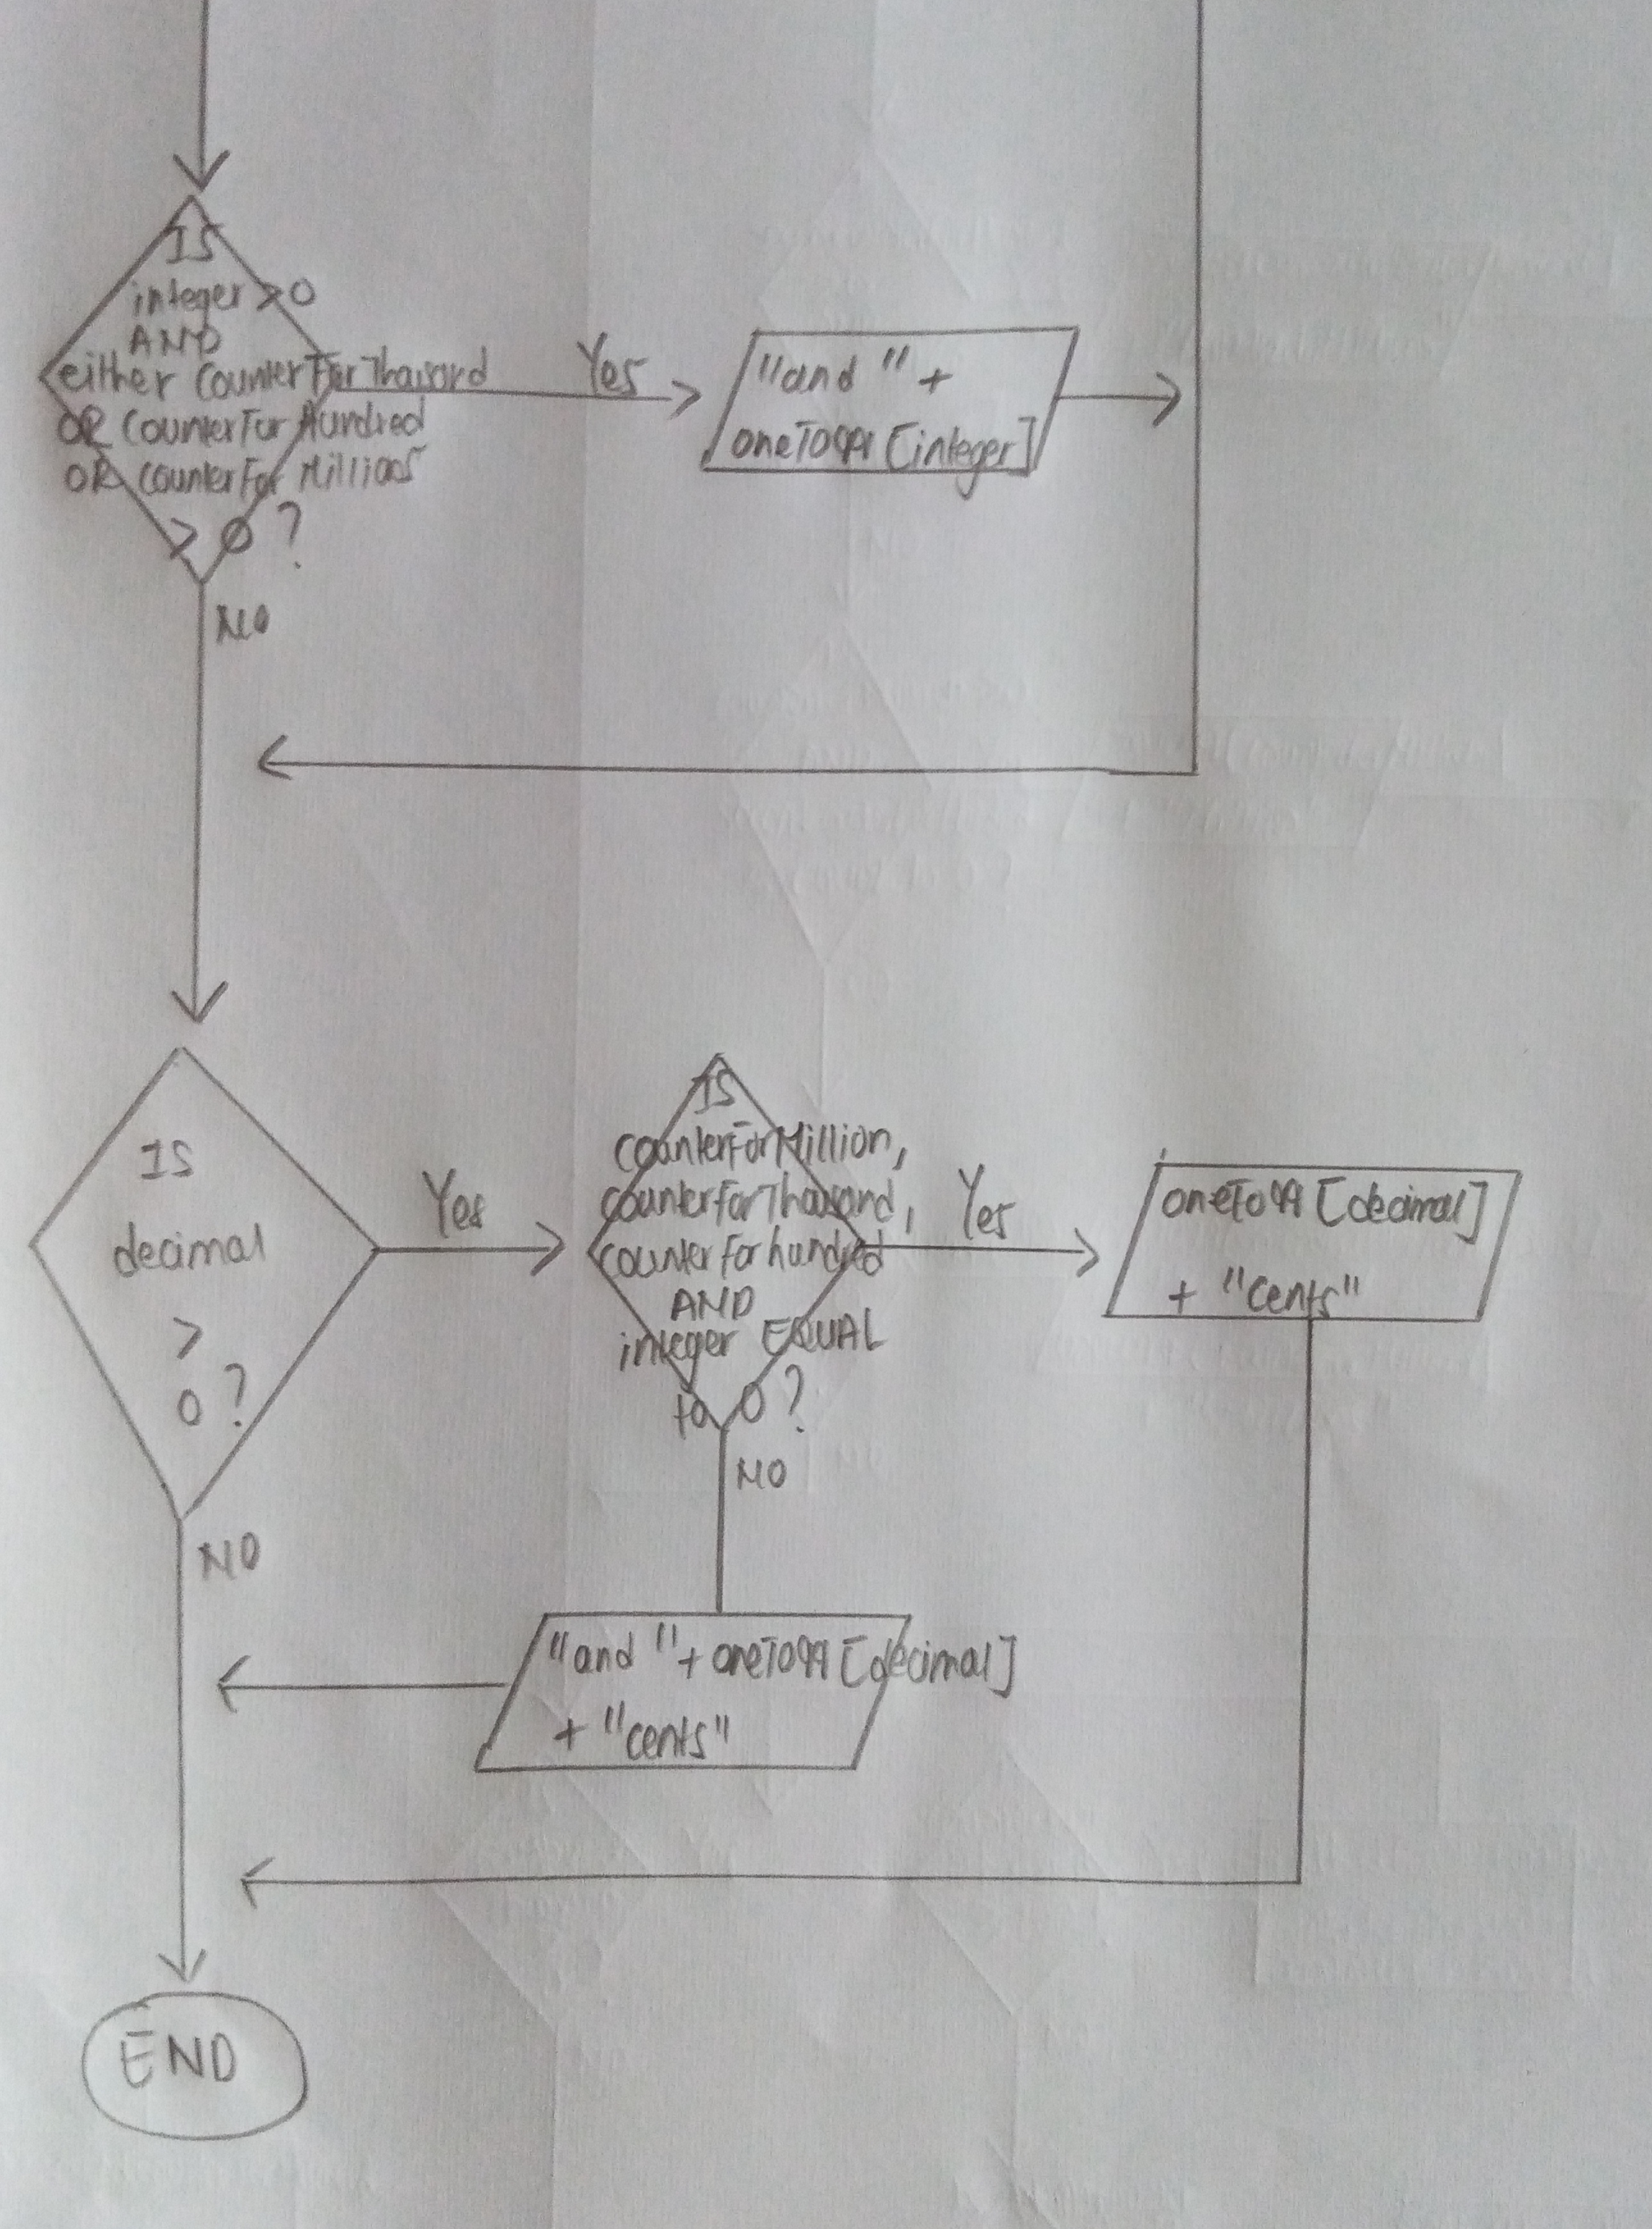 IS
integer >0
AND
either CounterForThousand
OR CounterForHundred
OR CounterForMillions
> 0 ?
Yes
"and " +
oneTo99 [integer]
NO
IS
decimal
>
0 ?
Yes
IS
CounterForMillion,
CounterForThousand,
counterForhundred
AND
integer EQUAL
to 0 ?
Yes
oneTo99 [decimal]
+ "cents"
NO
NO
"and "+ oneTo99 [decimal]
+ "cents"
END